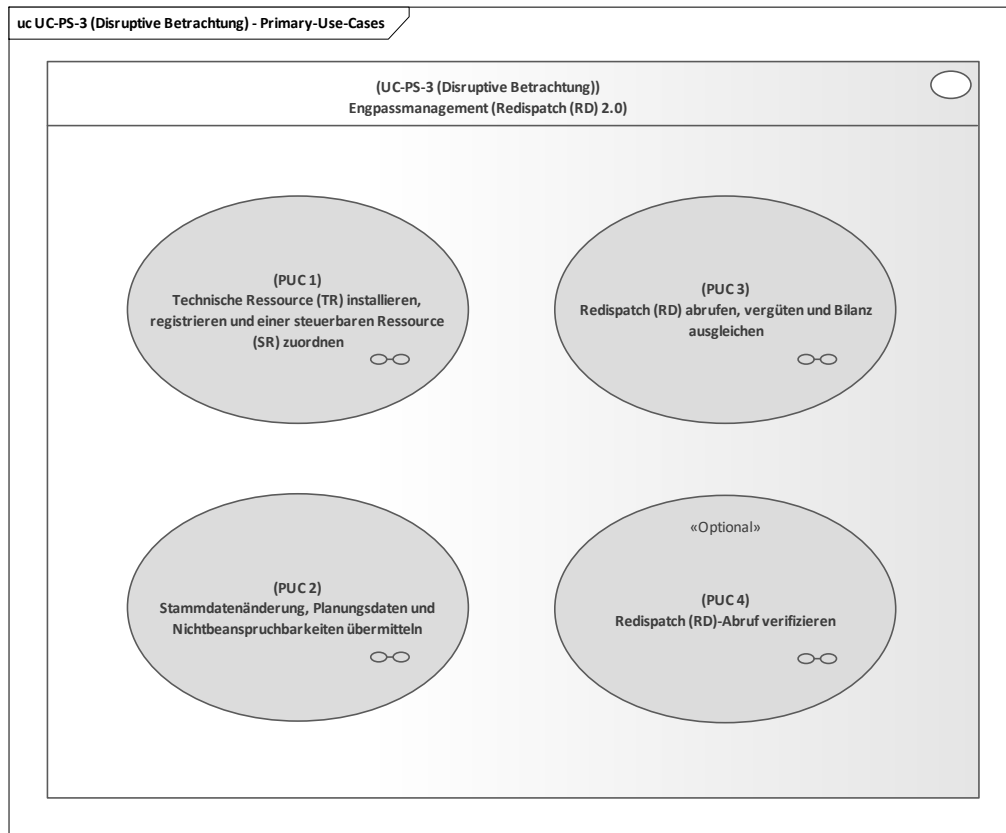 uc UC-PS-3 (Disruptive Betrachtung) - Primary-Use-Cases
(UC-PS-3 (Disruptive Betrachtung))
Engpassmanagement (Redispatch (RD) 2.0)
(PUC 1)
Technische Ressource (TR) installieren,
registrieren und einer steuerbaren Ressource
(SR) zuordnen
(PUC 3)
Redispatch (RD) abrufen, vergüten und Bilanz
ausgleichen
(PUC 2)
Stammdatenänderung, Planungsdaten und
Nichtbeanspruchbarkeiten übermitteln
«Optional»
(PUC 4)
Redispatch (RD)-Abruf verifizieren